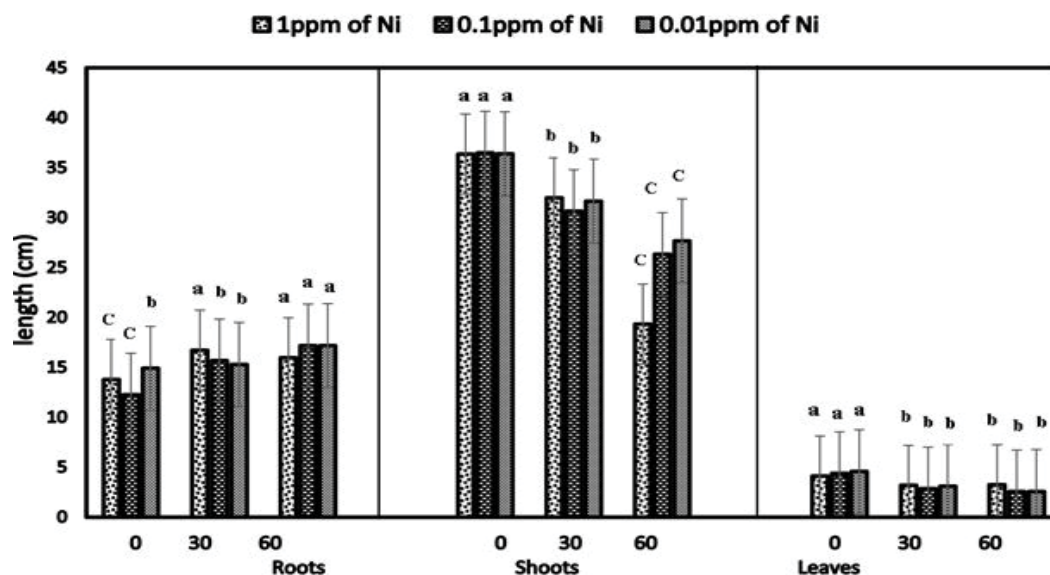 1ppm of Ni 0.1ppm of Ni 0.01ppm of Ni
length (cm)
45
40
35
30
25
20
15
10
5
0
C C b a b b a a a
a a a b b b C C C
a a a b b b b b b
0 30 60 0 30 60 0 30 60
Roots Shoots Leaves